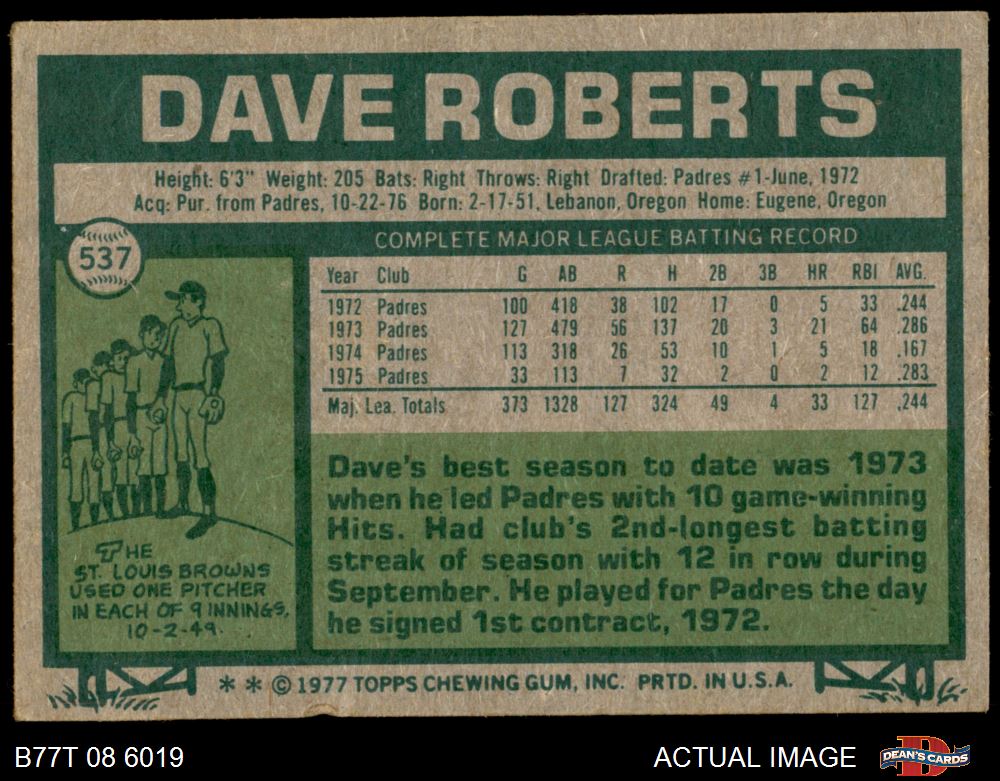 DAVE ROBERTS
Height: 6'3" Weight: 205 Bats: Right Throws: Right Drafted: Padres #1-June, 1972
Acq: Pur. from Padres, 10-22-76 Born: 2-17-51, Lebanon, Oregon Home: Eugene, Oregon
537
COMPLETE MAJOR LEAGUE BATTING RECORD
Year Club G AB R H 2B 3B HR RBI AVG.
1972 Padres 100 418 38 102 17 0 5 33 .244
1973 Padres 127 479 56 137 20 3 21 64 .286
1974 Padres 113 318 26 53 10 1 5 18 .167
1975 Padres 33 113 7 32 2 0 2 12 .283
Maj. Lea. Totals 373 1328 127 324 49 4 33 127 .244
Dave's best season to date was 1973
when he led Padres with 10 game-winning
Hits. Had club's 2nd-longest batting
streak of season with 12 in row during
September. He played for Padres the day
he signed 1st contract, 1972.
THE
ST. LOUIS BROWNS
USED ONE PITCHER
IN EACH OF 9 INNINGS,
10-2-49.
* * © 1977 TOPPS CHEWING GUM, INC. PRTD. IN U.S.A.
B77T 08 6019
ACTUAL IMAGE
DEAN'S CARDS